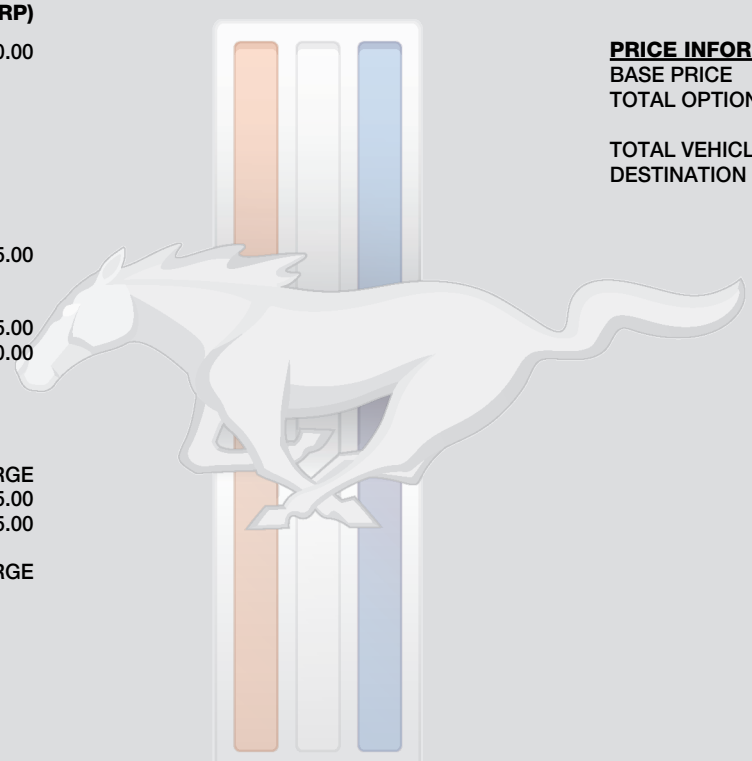 RP)
0.00
5.00
5.00
0.00
RGE
5.00
5.00
RGE
PRICE INFOR
BASE PRICE
TOTAL OPTION
TOTAL VEHICL
DESTINATION